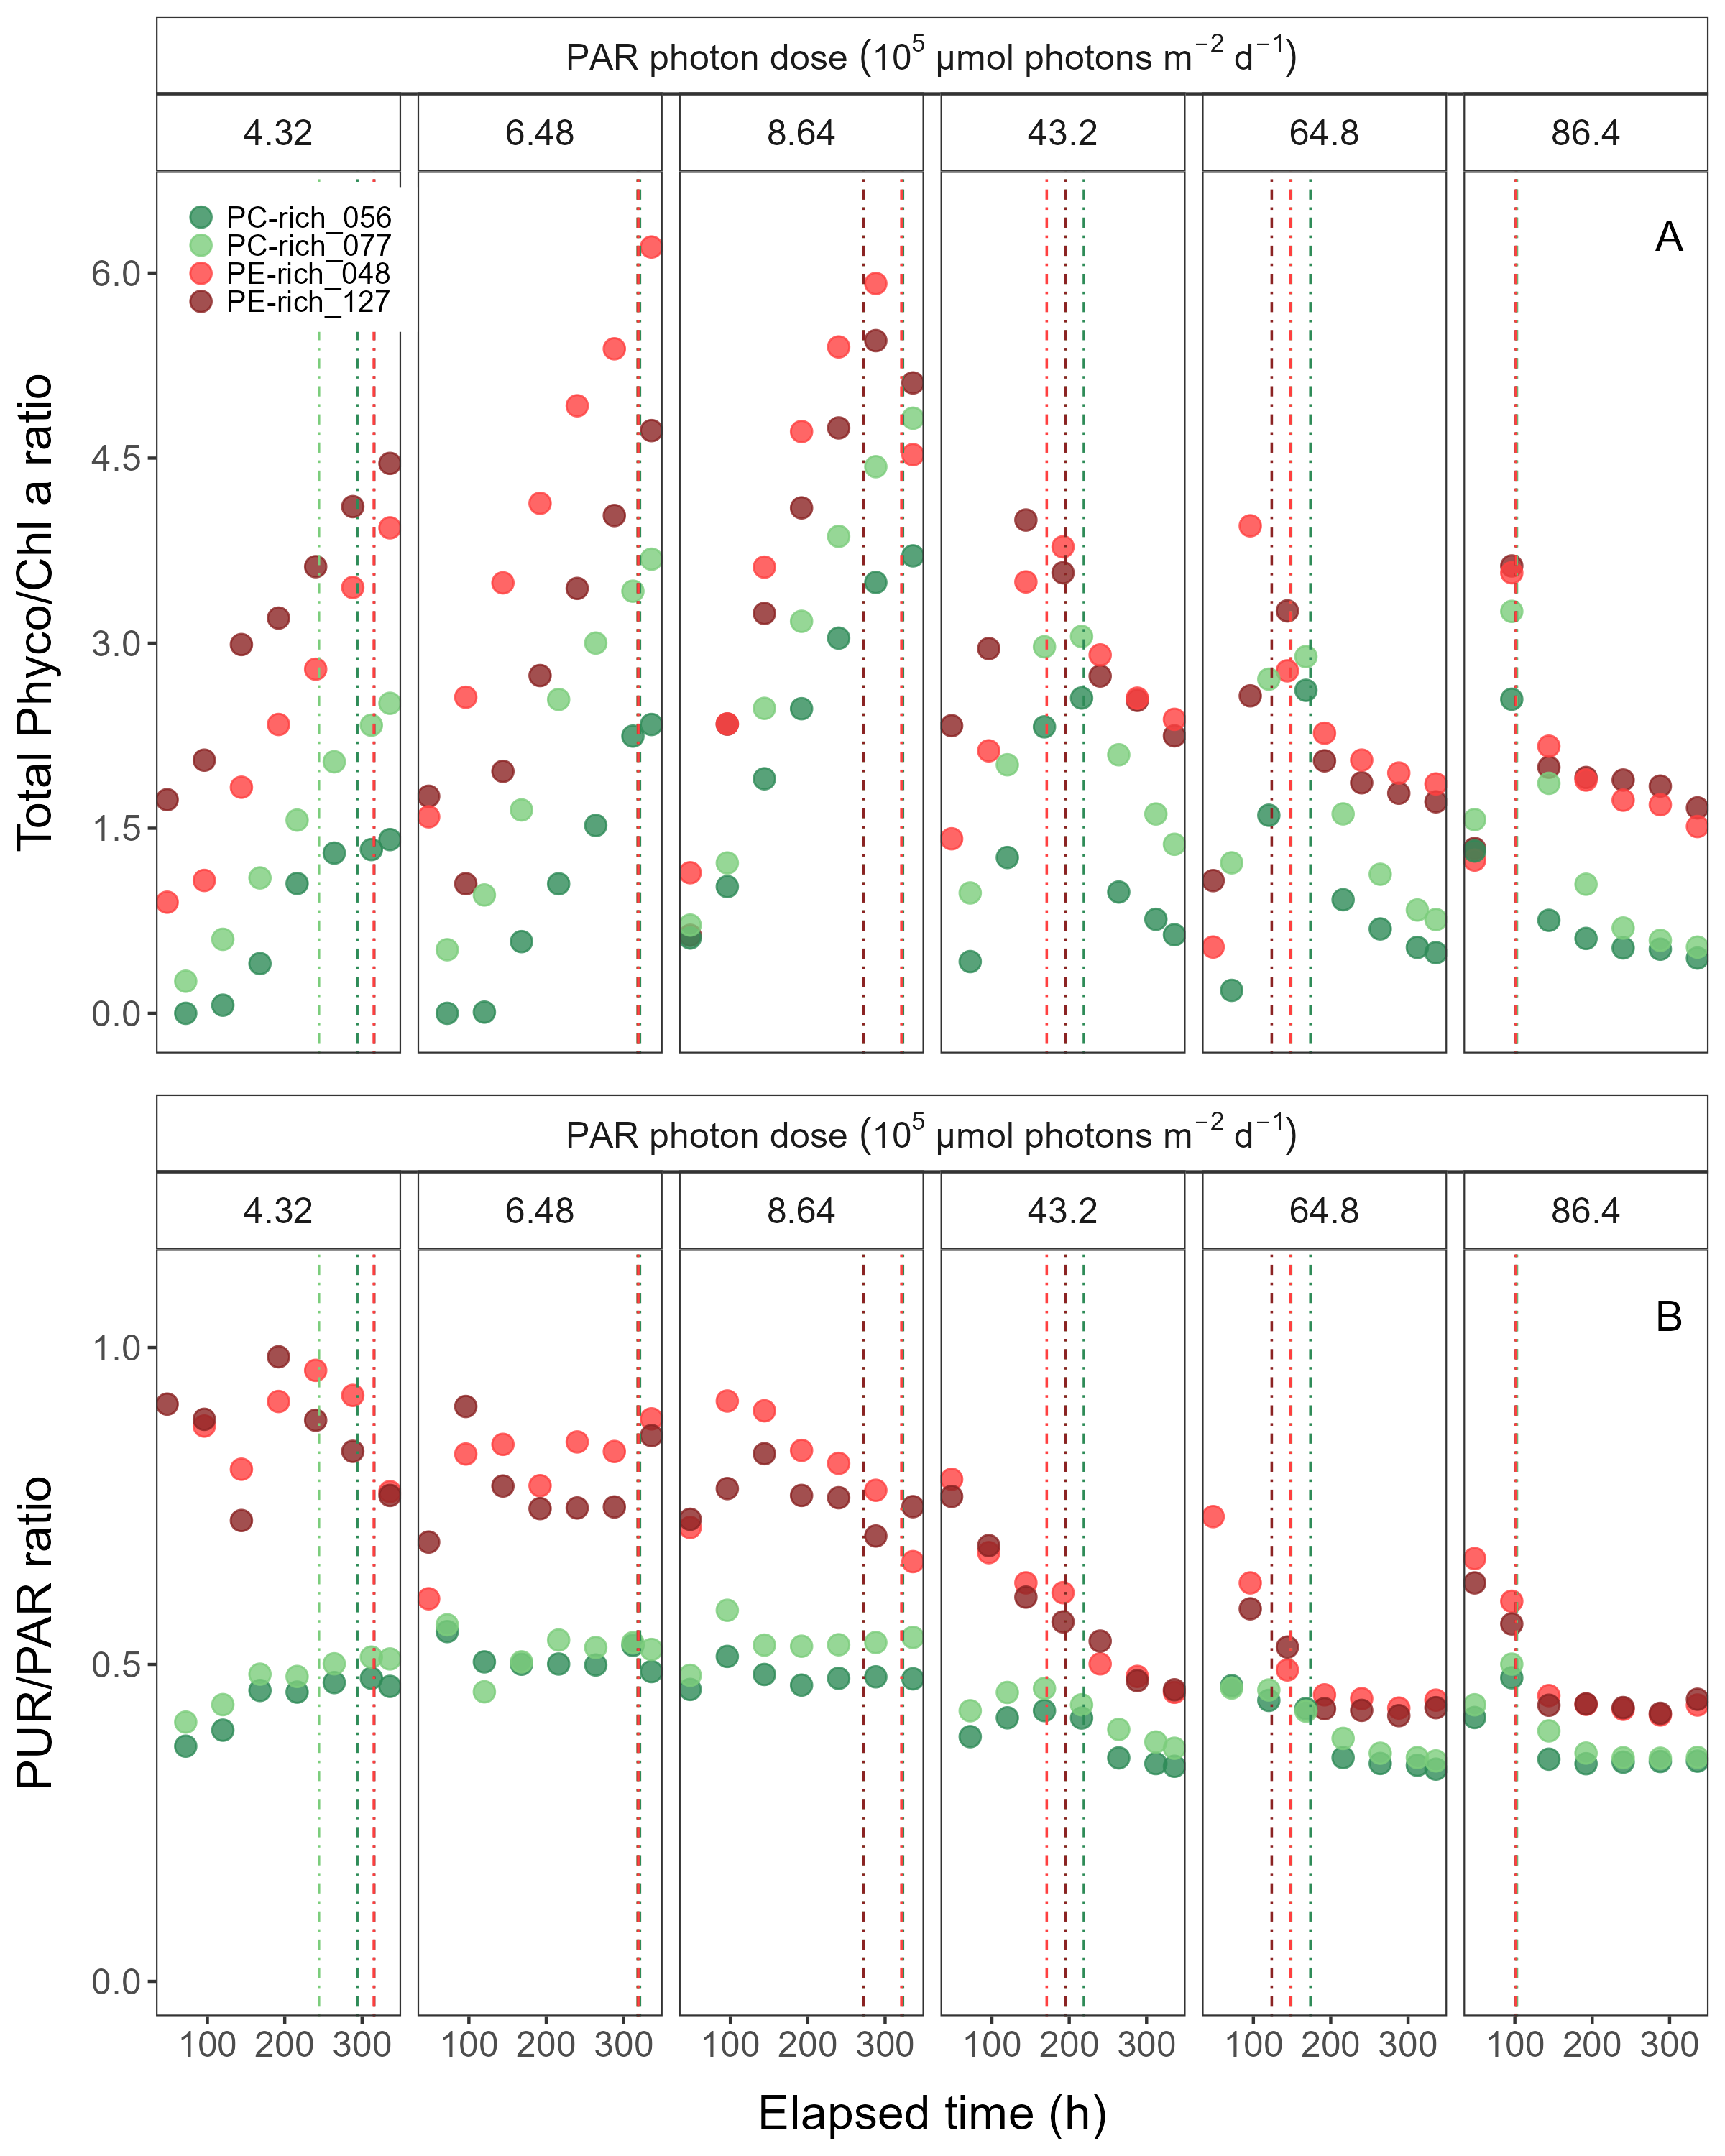 PAR photon dose (10⁵ µmol photons m⁻² d⁻¹)
4.32 6.48 8.64 43.2 64.8 86.4
PC-rich_056
PC-rich_077
PE-rich_048
PE-rich_127
A
6.0
4.5
3.0
1.5
0.0
Total Phyco/Chl a ratio
PAR photon dose (10⁵ µmol photons m⁻² d⁻¹)
4.32 6.48 8.64 43.2 64.8 86.4
B
1.0
0.5
0.0
PUR/PAR ratio
100 200 300 100 200 300 100 200 300 100 200 300 100 200 300 100 200 300
Elapsed time (h)